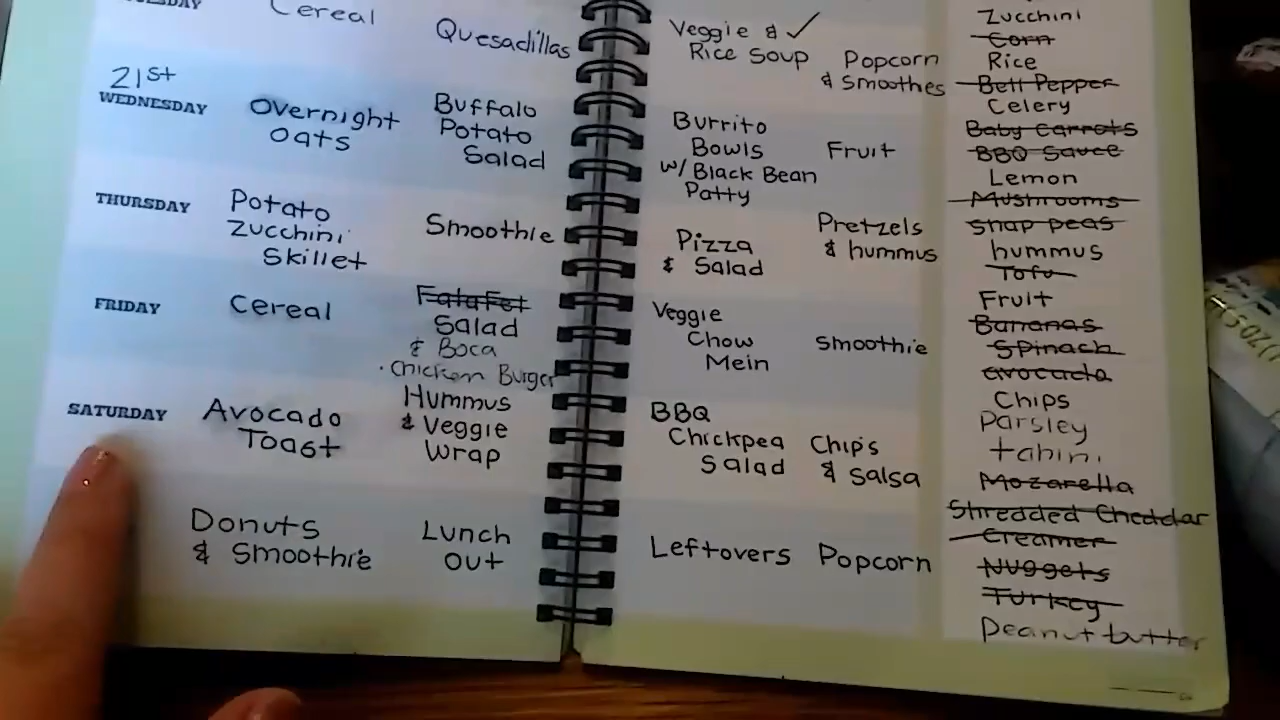 Cereal
Quesadillas
Veggie & ✓
Rice Soup
Popcorn
& Smoothes
21st
WEDNESDAY
Overnight
Oats
Buffalo
Potato
Salad
Burrito
Bowls
w/Black Bean
Patty
Fruit
THURSDAY
Potato
Zucchini
Skillet
Smoothie
Pizza
& Salad
Pretzels
& hummus
FRIDAY
Cereal
Falafel
Salad
& Boca
Chicken Burger
Veggie
Chow
Mein
Smoothie
SATURDAY
Avocado
Toast
Hummus
& Veggie
Wrap
BBQ
Chickpea
Salad
Chips
& Salsa
Donuts
& Smoothie
Lunch
Out
Leftovers
Popcorn
Zucchini
Corn
Rice
Bell Pepper
Celery
Baby Carrots
BBQ Sauce
Lemon
Mushrooms
Snap peas
hummus
Tofu
Fruit
Bananas
Spinach
avocado
Chips
Parsley
tahini
Mozarella
Shredded Cheddar
Creamer
Nuggets
Turkey
Peanut butter